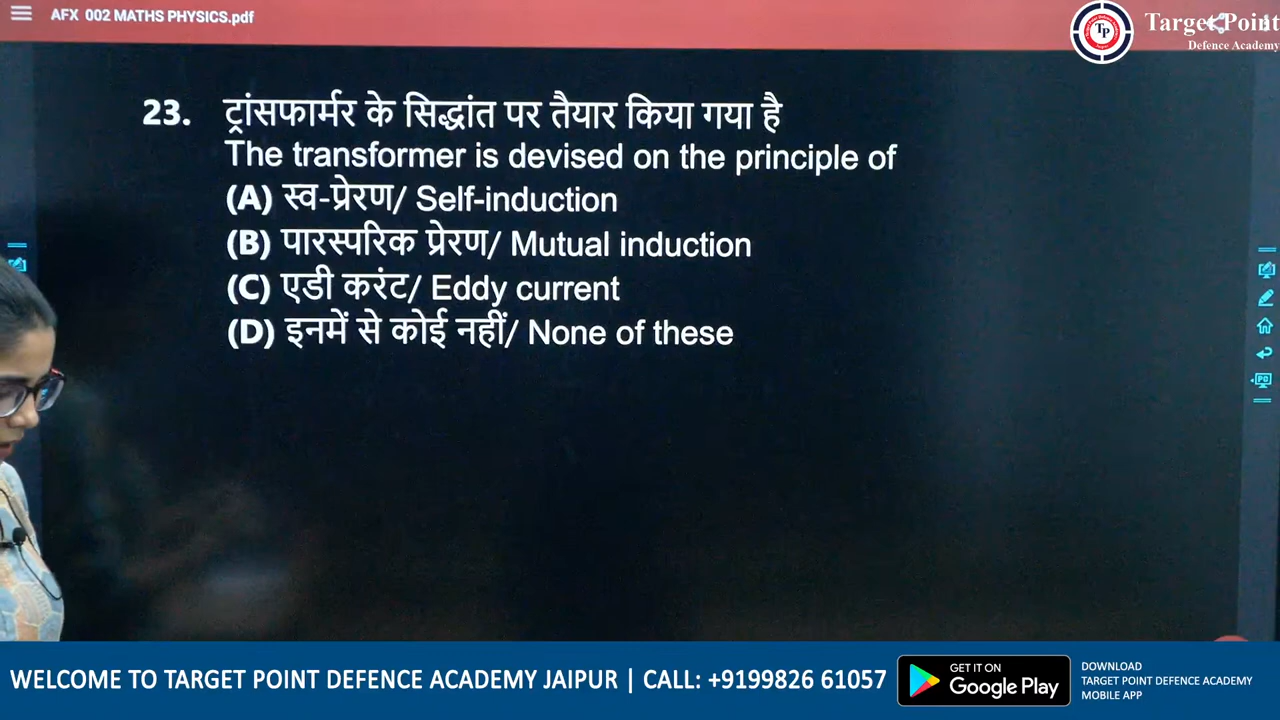 AFX 002 MATHS PHYSICS.pdf
Target Point
Defence Academy
TP
23. ट्रांसफार्मर के सिद्धांत पर तैयार किया गया है
The transformer is devised on the principle of
(A) स्व-प्रेरण/ Self-induction
(B) पारस्परिक प्रेरण/ Mutual induction
(C) एडी करंट/ Eddy current
(D) इनमें से कोई नहीं/ None of these
WELCOME TO TARGET POINT DEFENCE ACADEMY JAIPUR | CALL: +9199826 61057
GET IT ON
Google Play
DOWNLOAD
TARGET POINT DEFENCE ACADEMY
MOBILE APP